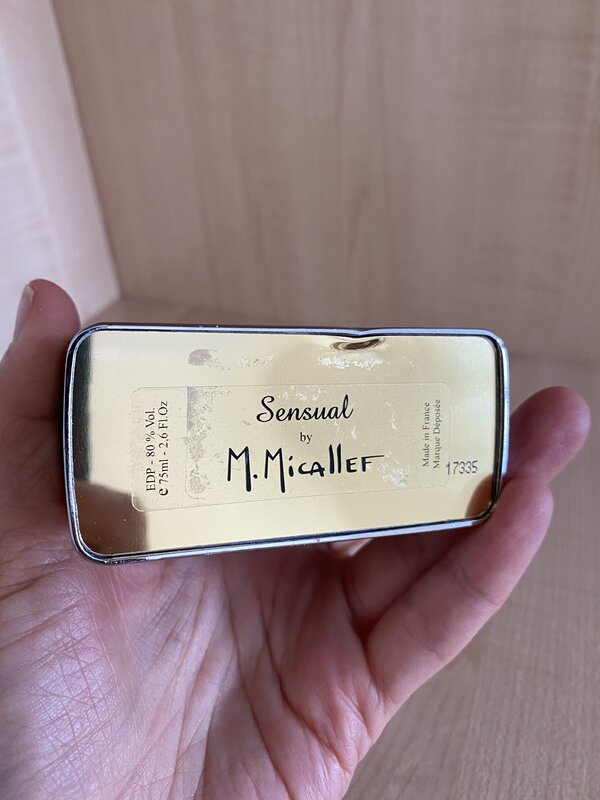 EDP - 80 % Vol.
e 75ml - 2,6 Fl.Oz
Sensual
by
M. MicallEF
Made in France
Marque Déposée
17335